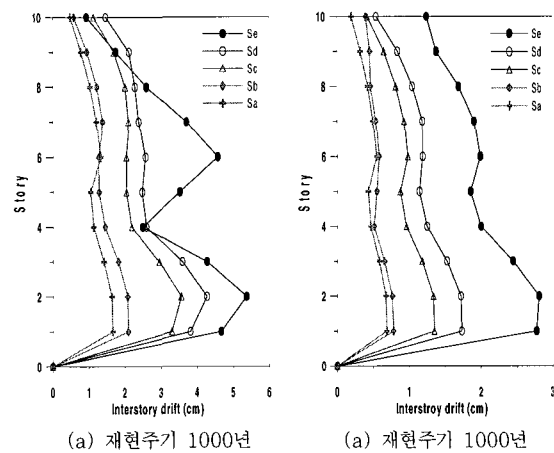 10
8
6
4
2
0
Story
Se
Sd
Sc
Sb
Sa
0 1 2 3 4 5 6
Interstory drift (cm)
(a) 재현주기 1000년
10
8
6
4
2
0
Story
Se
Sd
Sc
Sb
Sa
0 1 2 3
Interstroy drift (cm)
(a) 재현주기 1000년